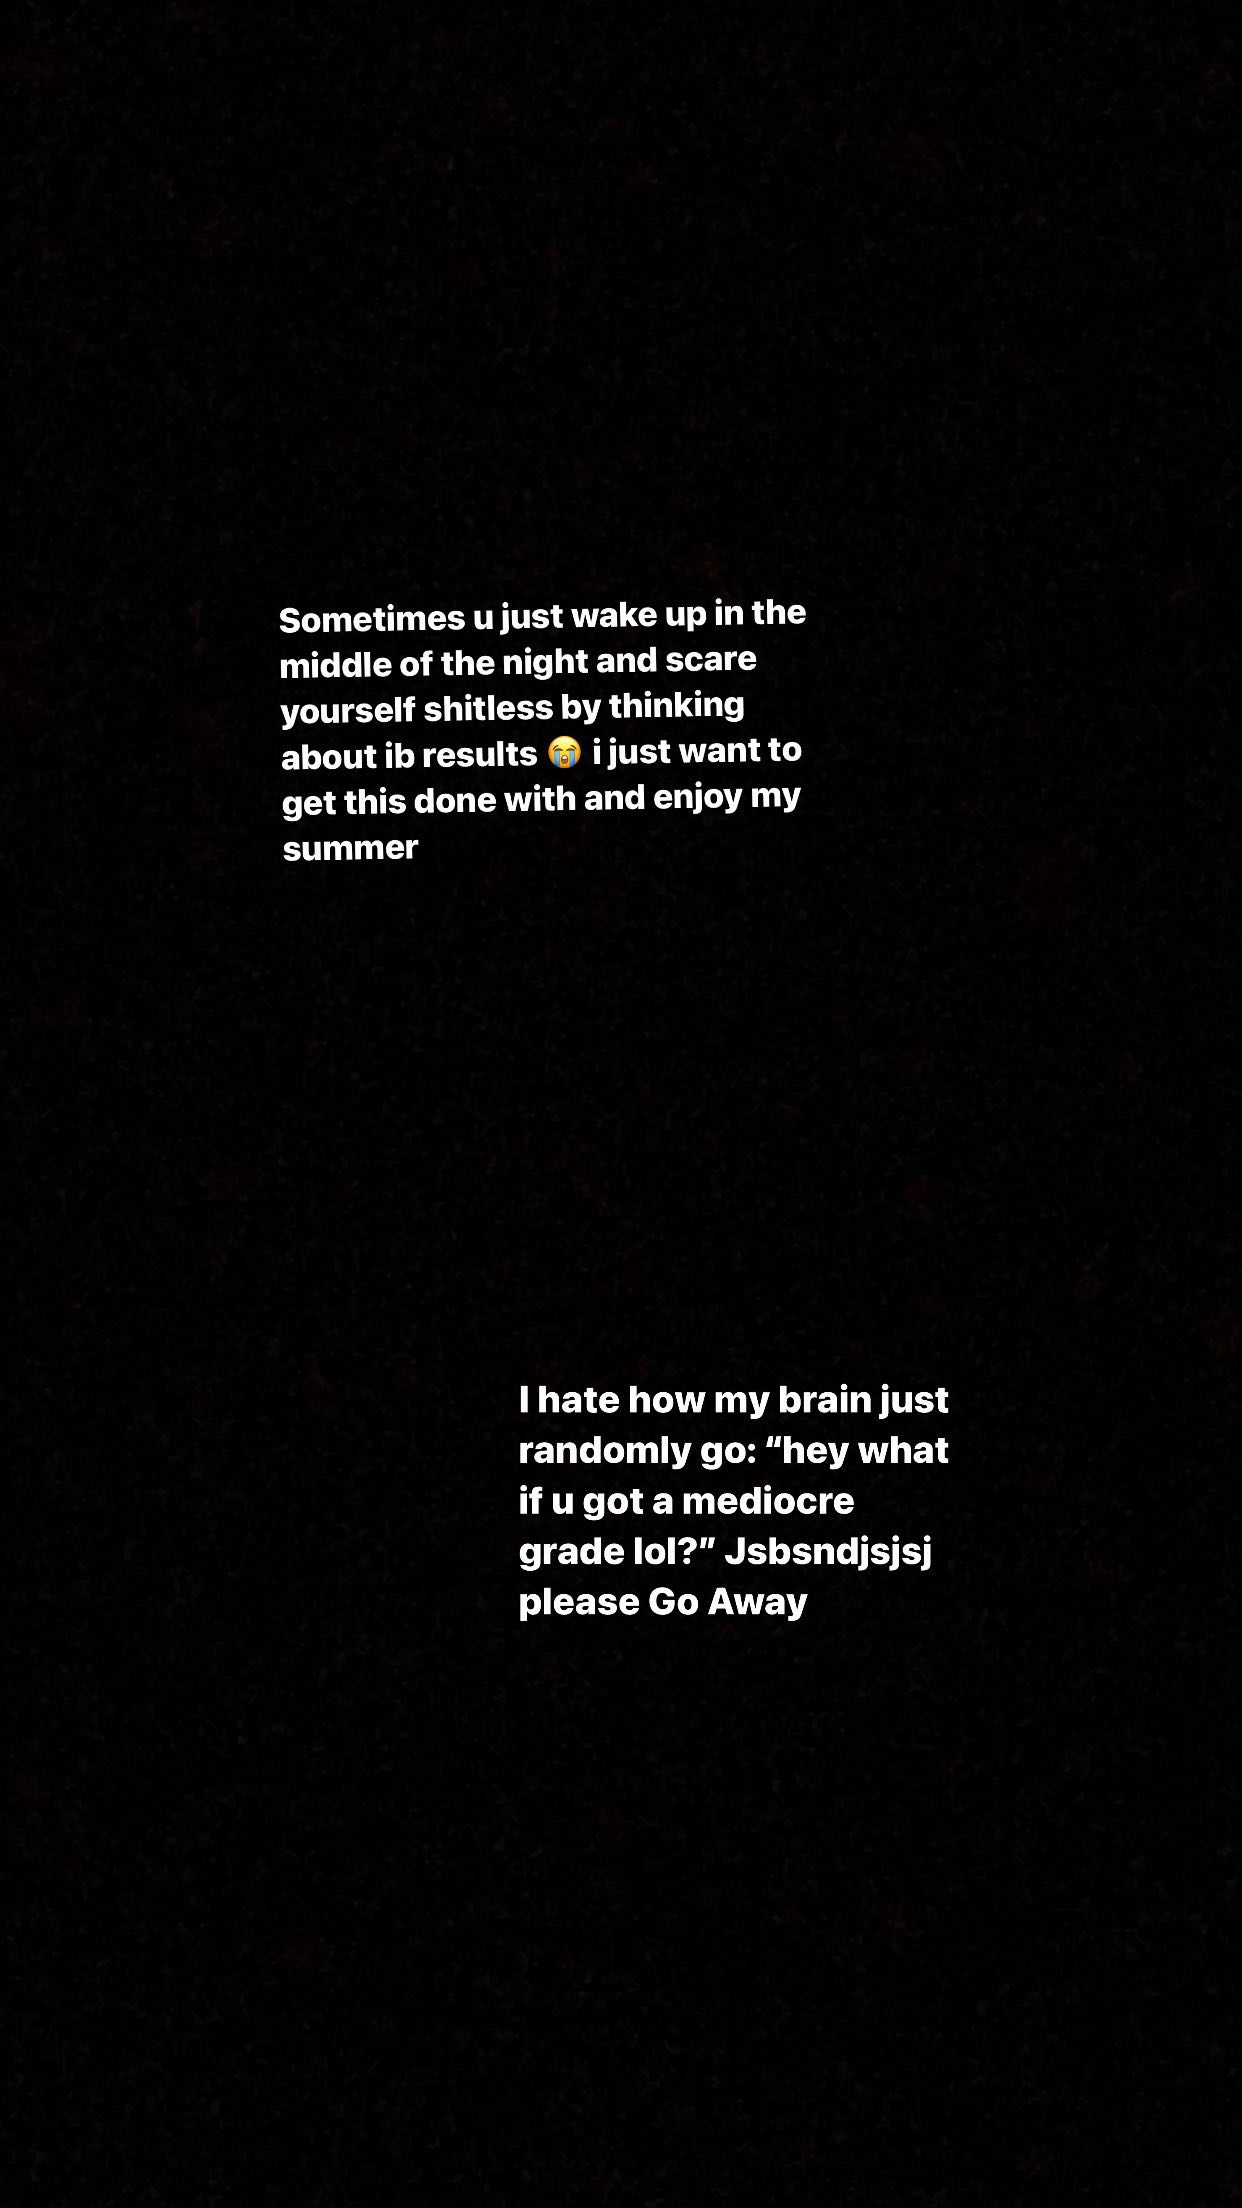 Sometimes u just wake up in the
middle of the night and scare
yourself shitless by thinking
about ib results 😭 i just want to
get this done with and enjoy my
summer
I hate how my brain just
randomly go: “hey what
if u got a mediocre
grade lol?” Jsbsndjsjsj
please Go Away